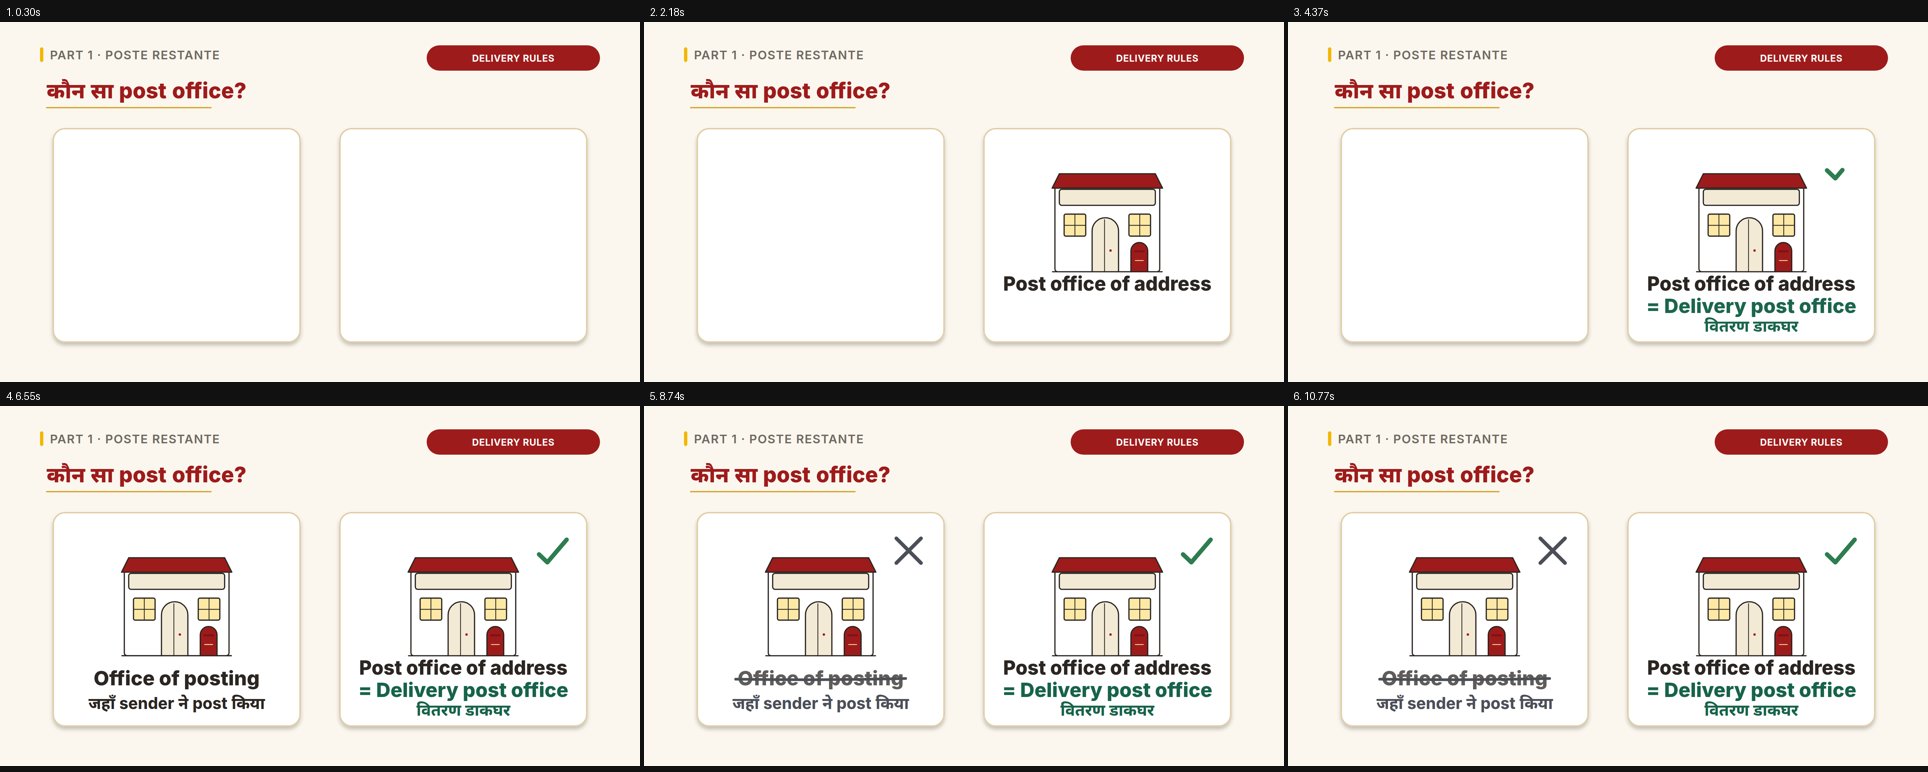 1. 0.30s
PART 1 · POSTE RESTANTE
DELIVERY RULES
कौन सा post office?
2. 2.18s
PART 1 · POSTE RESTANTE
DELIVERY RULES
कौन सा post office?
Post office of address
3. 4.37s
PART 1 · POSTE RESTANTE
DELIVERY RULES
कौन सा post office?
Post office of address
= Delivery post office
वितरण डाकघर
4. 6.55s
PART 1 · POSTE RESTANTE
DELIVERY RULES
कौन सा post office?
Office of posting
जहाँ sender ने post किया
Post office of address
= Delivery post office
वितरण डाकघर
5. 8.74s
PART 1 · POSTE RESTANTE
DELIVERY RULES
कौन सा post office?
Office of posting
जहाँ sender ने post किया
Post office of address
= Delivery post office
वितरण डाकघर
6. 10.77s
PART 1 · POSTE RESTANTE
DELIVERY RULES
कौन सा post office?
Office of posting
जहाँ sender ने post किया
Post office of address
= Delivery post office
वितरण डाकघर